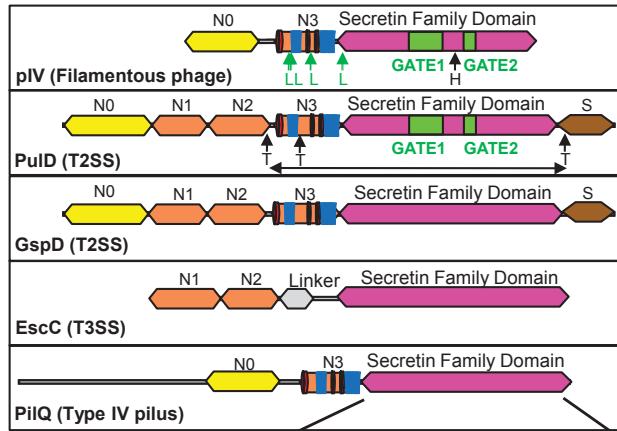 N0 N3 Secretin Family Domain
GATE1 GATE2
LL L L H
pIV (Filamentous phage)
N0 N1 N2 N3 Secretin Family Domain S
GATE1 GATE2
T T T
PulD (T2SS)
N0 N1 N2 N3 Secretin Family Domain S
GspD (T2SS)
N1 N2 Linker Secretin Family Domain
EscC (T3SS)
N0 N3 Secretin Family Domain
PilQ (Type IV pilus)